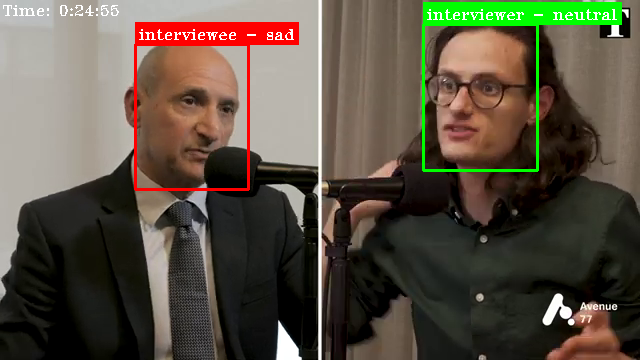 Time: 0:24:55
interviewee - sad
interviewer - neutral
T
Avenue
77